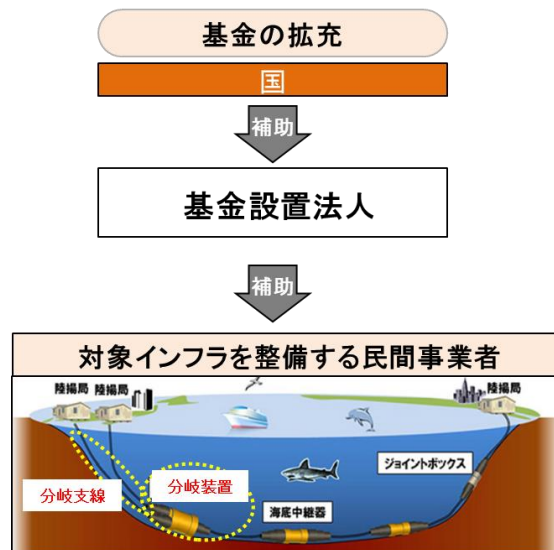 基金の拡充
国
補助
基金設置法人
補助
対象インフラを整備する民間事業者
陸揚局 陸揚局
陸揚局
ジョイントボックス
分岐装置
分岐支線
海底中継器